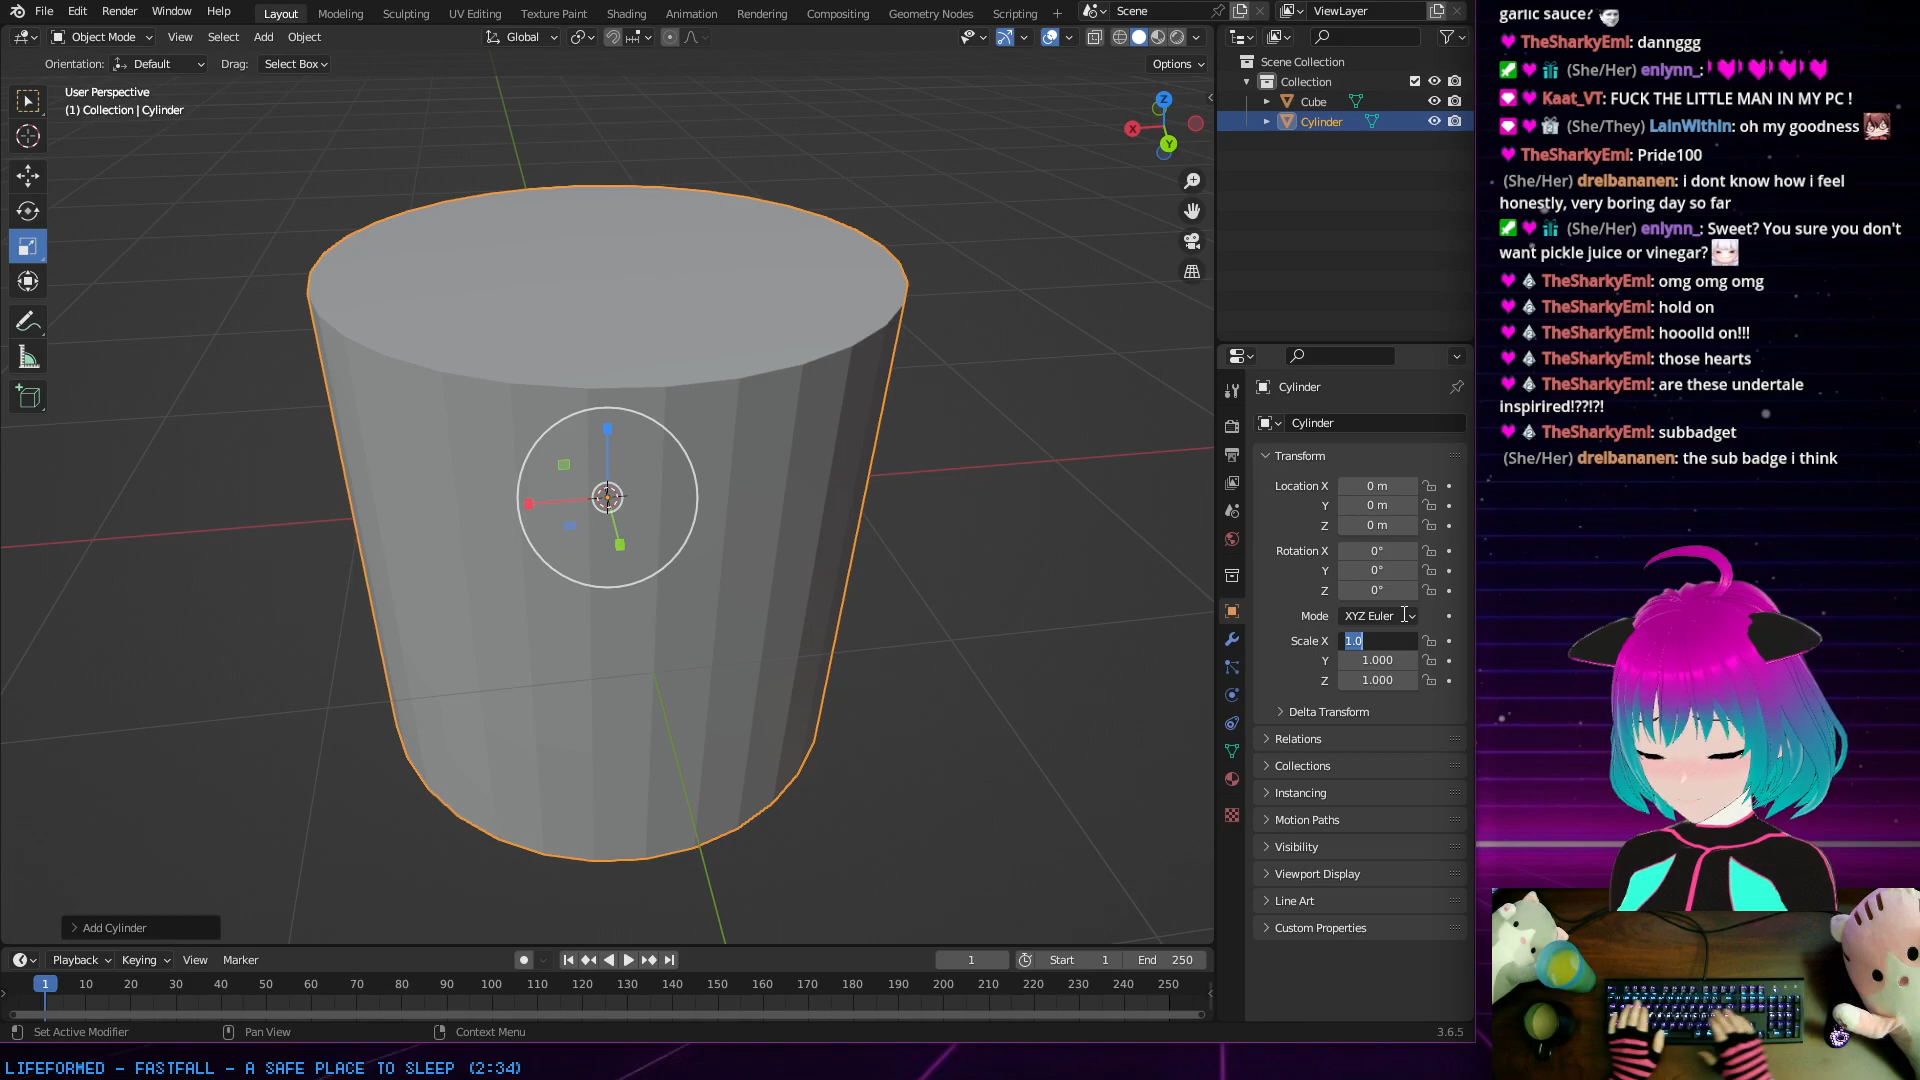 File Edit Render Window Help Layout Modeling Sculpting UV Editing Texture Paint Shading Animation Rendering Compositing Geometry Nodes Scripting + Scene ViewLayer
Object Mode View Select Add Object Global
Orientation: Default Drag: Select Box Options
User Perspective
(1) Collection | Cylinder
X
Y
Z
Scene Collection
Collection
Cube
Cylinder
Cylinder
Cylinder
Transform
Location X 0 m
Y 0 m
Z 0 m
Rotation X 0°
Y 0°
Z 0°
Mode XYZ Euler
Scale X 1.0
Y 1.000
Z 1.000
Delta Transform
Relations
Collections
Instancing
Motion Paths
Visibility
Viewport Display
Line Art
Custom Properties
Add Cylinder
Playback Keying View Marker 1 Start 1 End 250
1 10 20 30 40 50 60 70 80 90 100 110 120 130 140 150 160 170 180 190 200 210 220 230 240 250
Set Active Modifier Pan View Context Menu 3.6.5
LIFEFORMED - FASTFALL - A SAFE PLACE TO SLEEP (2:34)
garlic sauce?
TheSharkyEmi: dannggg
(She/Her) enlynn_:
Kaat_VT: FUCK THE LITTLE MAN IN MY PC !
(She/They) LainWithin: oh my goodness
TheSharkyEmi: Pride100
(She/Her) dreibananen: i dont know how i feel
honestly, very boring day so far
(She/Her) enlynn_: Sweet? You sure you don't
want pickle juice or vinegar?
TheSharkyEmi: omg omg omg
TheSharkyEmi: hold on
TheSharkyEmi: hooolld on!!!
TheSharkyEmi: those hearts
TheSharkyEmi: are these undertale
inspirired!??!?!
TheSharkyEmi: subbadget
(She/Her) dreibananen: the sub badge i think